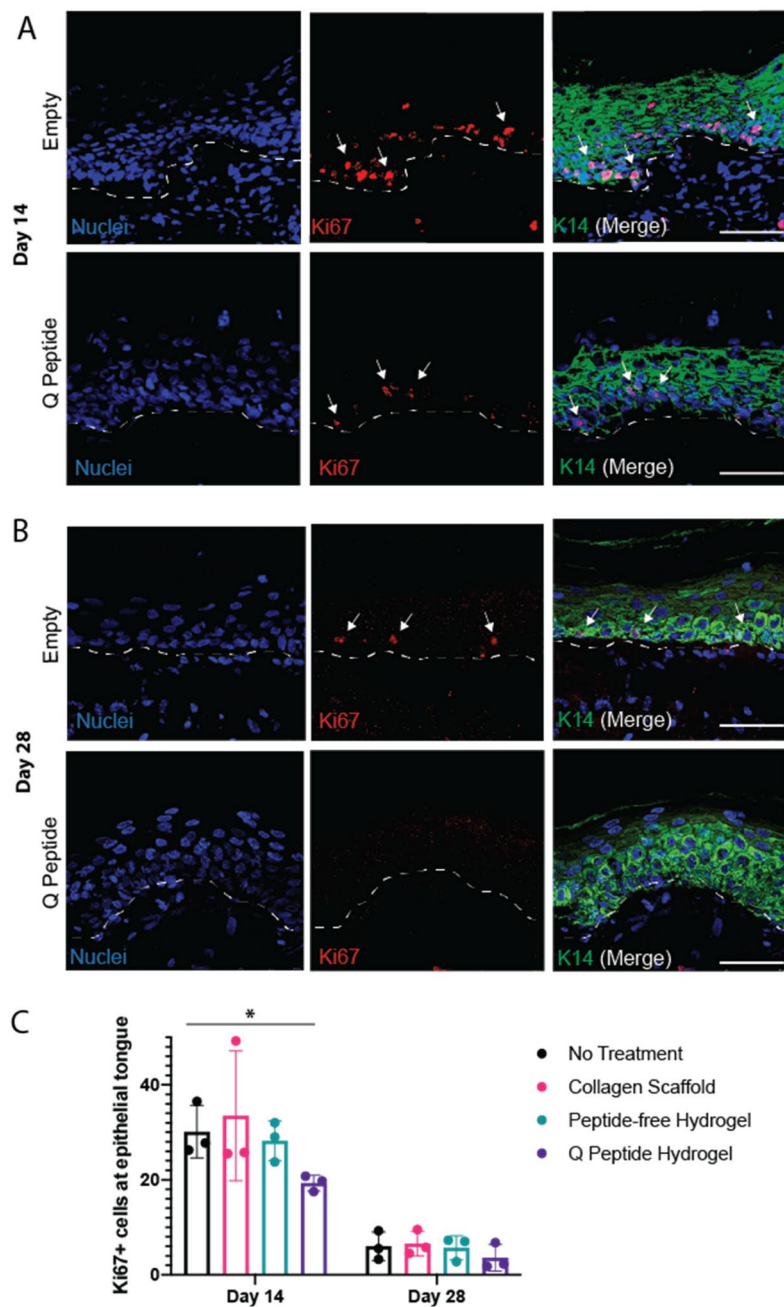 A
Empty
Nuclei
Ki67
K14 (Merge)
Day 14
Q Peptide
Nuclei
Ki67
K14 (Merge)
B
Empty
Nuclei
Ki67
K14 (Merge)
Day 28
Q Peptide
Nuclei
Ki67
K14 (Merge)
C
Ki67+ cells at epithelial tongue
*
40
20
0
Day 14
Day 28
No Treatment
Collagen Scaffold
Peptide-free Hydrogel
Q Peptide Hydrogel